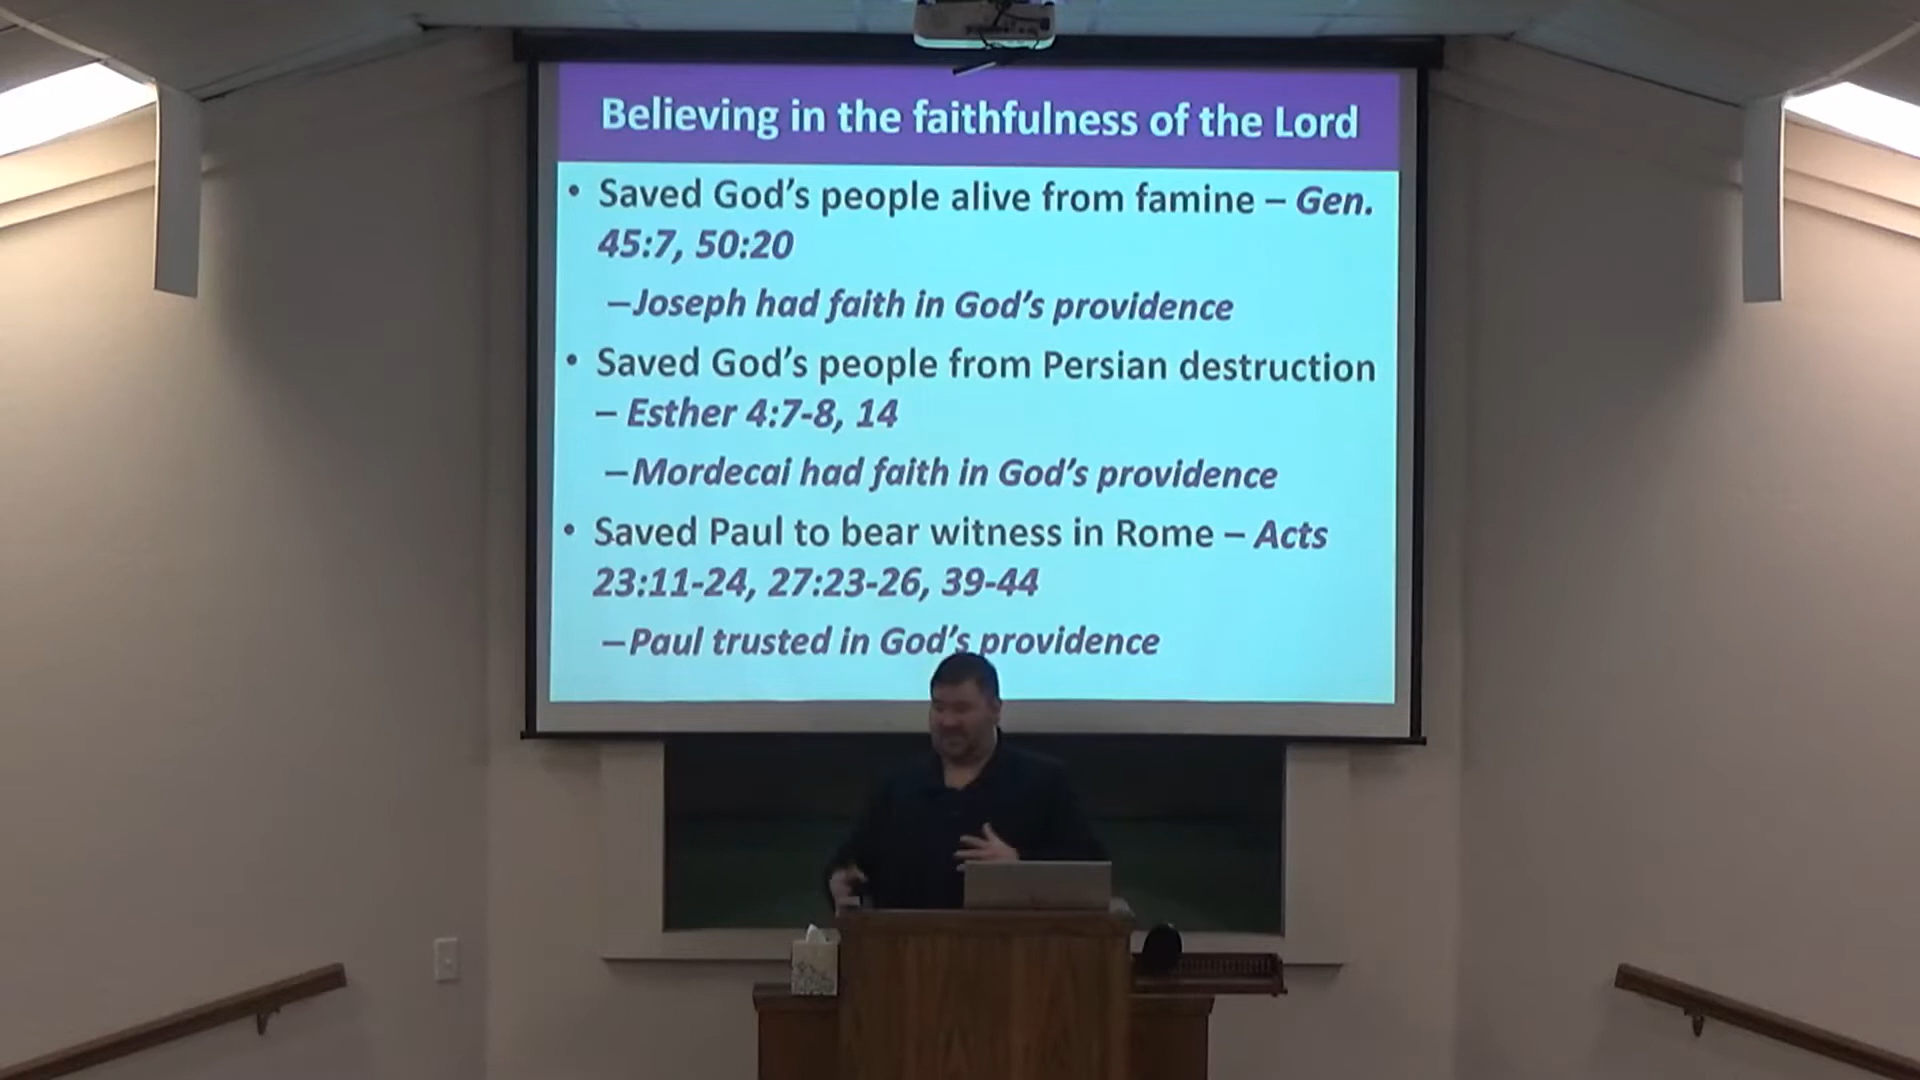 Believing in the faithfulness of the Lord
• Saved God's people alive from famine – Gen.
45:7, 50:20
–Joseph had faith in God's providence
• Saved God's people from Persian destruction
– Esther 4:7-8, 14
–Mordecai had faith in God's providence
• Saved Paul to bear witness in Rome – Acts
23:11-24, 27:23-26, 39-44
–Paul trusted in God's providence